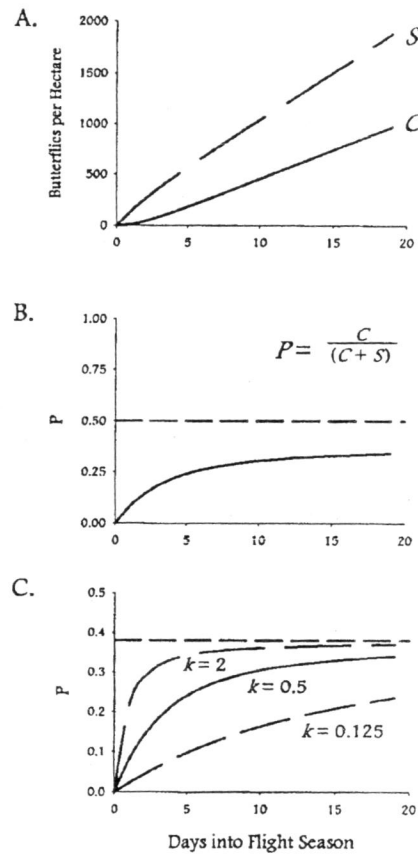 A.
Butterflies per Hectare
2000
1500
1000
500
0
S
C
0 5 10 15 20
B.
P
1.00
0.75
0.50
0.25
0.00
P = C
(C + S)
0 5 10 15 20
C.
P
0.5
0.4
0.3
0.2
0.1
0.0
k = 2
k = 0.5
k = 0.125
0 5 10 15 20
Days into Flight Season